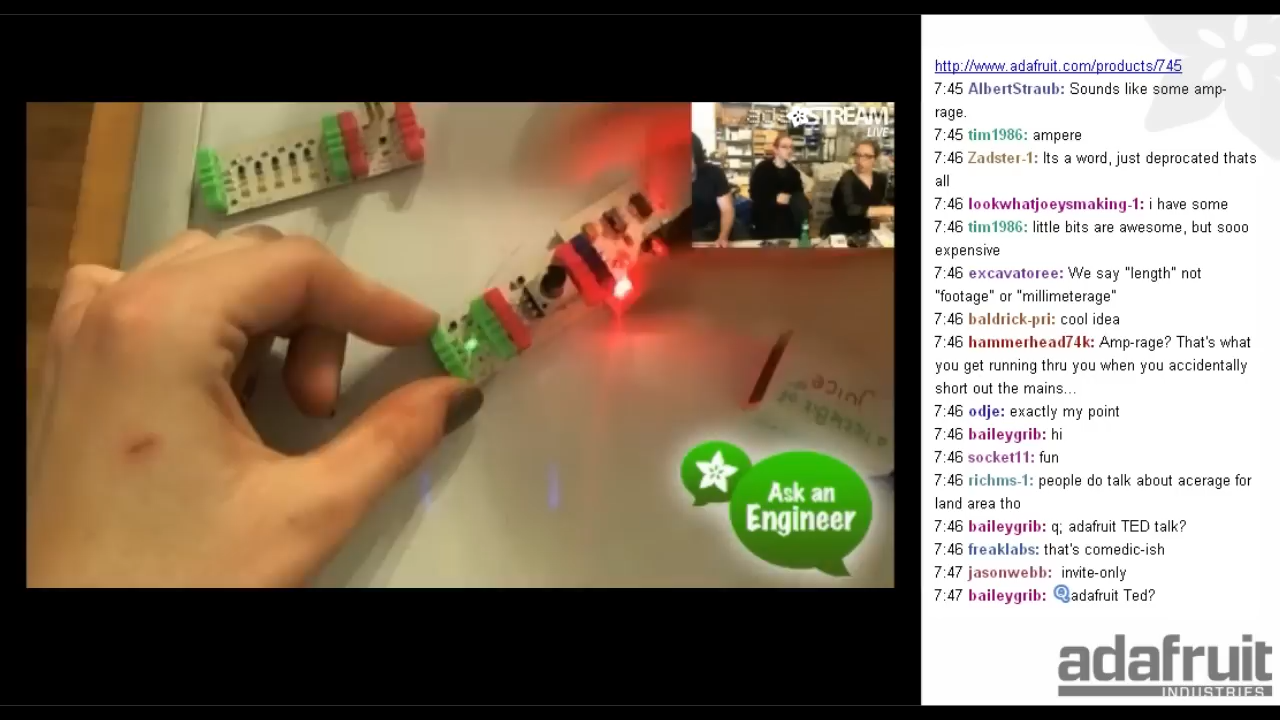 http://www.adafruit.com/products/745
7:45 AlbertStraub: Sounds like some amp-
rage.
7:45 tim1986: ampere
7:46 Zadster-1: Its a word, just deprocated thats
all
7:46 lookwhatjoeysmaking-1: i have some
7:46 tim1986: little bits are awesome, but sooo
expensive
7:46 excavatoree: We say "length" not
"footage" or "millimeterage"
7:46 baldrick-pri: cool idea
7:46 hammerhead74k: Amp-rage? That's what
you get running thru you when you accidentally
short out the mains...
7:46 odje: exactly my point
7:46 baileygrib: hi
7:46 socket11: fun
7:46 richms-1: people do talk about acerage for
land area tho
7:46 baileygrib: q; adafruit TED talk?
7:46 freaklabs: that's comedic-ish
7:47 jasonwebb: invite-only
7:47 baileygrib: adafruit Ted?
STREAM
LIVE
juice
Ask an
Engineer
adafruit
INDUSTRIES